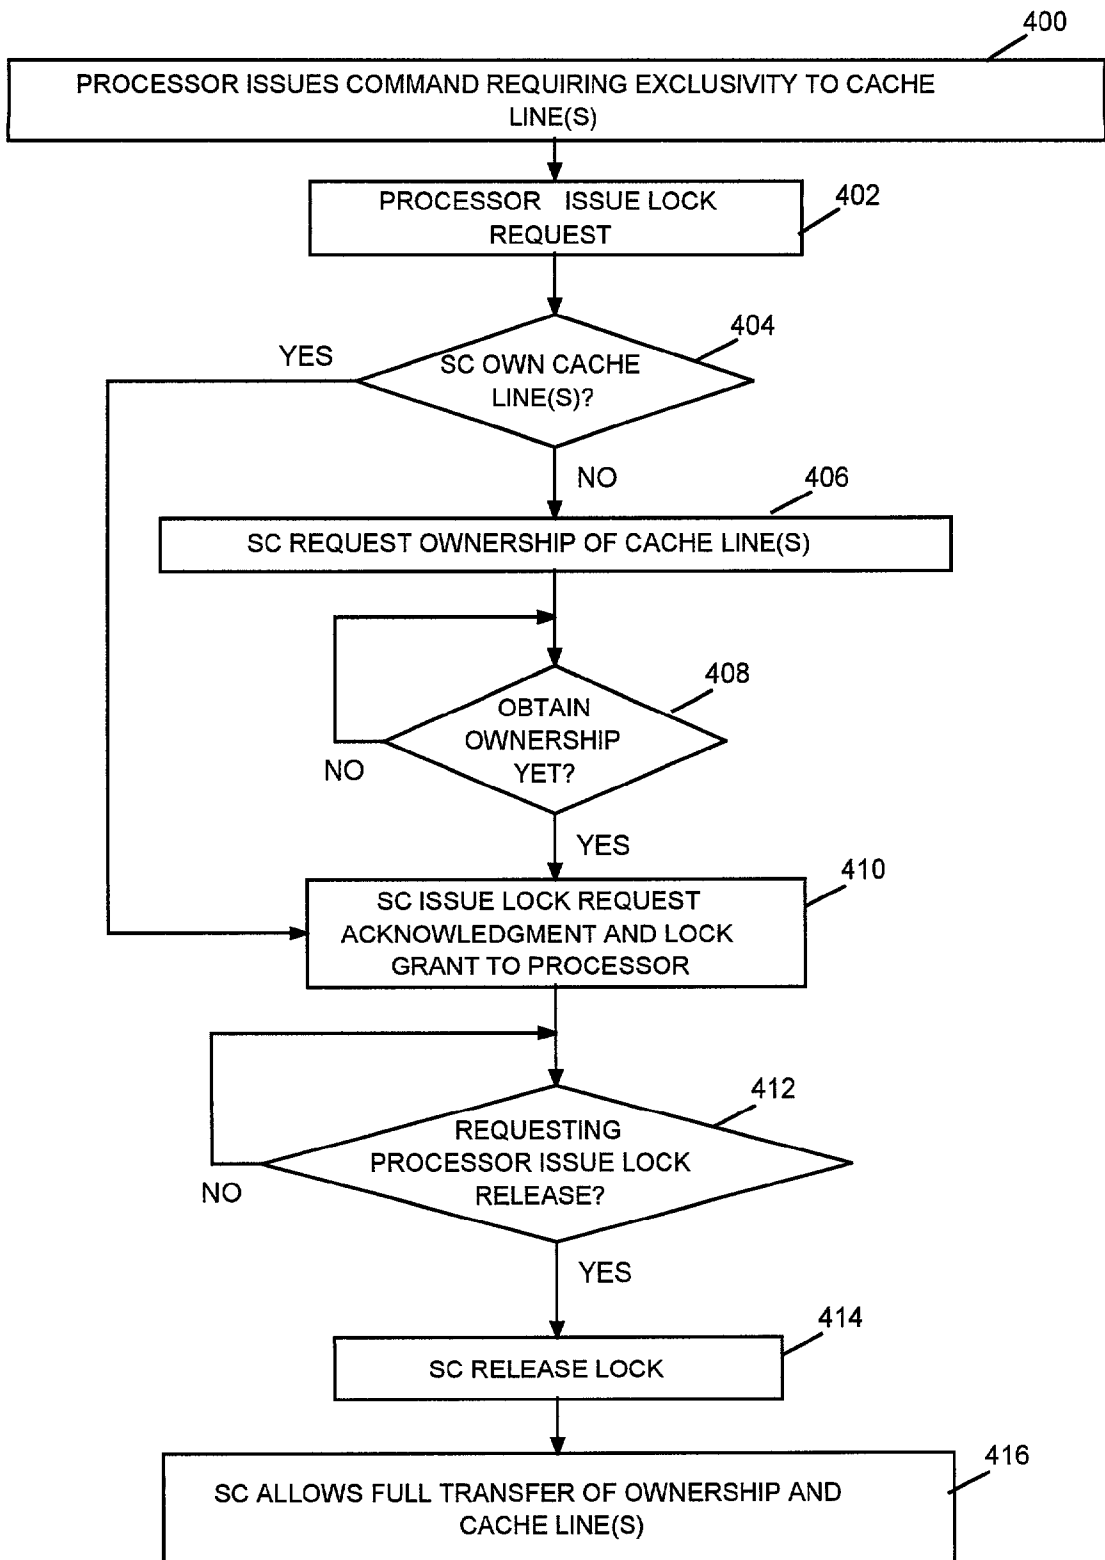 400
PROCESSOR ISSUES COMMAND REQUIRING EXCLUSIVITY TO CACHE
LINE(S)
PROCESSOR ISSUE LOCK
REQUEST
402
404
YES
SC OWN CACHE
LINE(S)?
NO
406
SC REQUEST OWNERSHIP OF CACHE LINE(S)
408
OBTAIN
OWNERSHIP
YET?
NO
YES
410
SC ISSUE LOCK REQUEST
ACKNOWLEDGMENT AND LOCK
GRANT TO PROCESSOR
412
REQUESTING
PROCESSOR ISSUE LOCK
RELEASE?
NO
YES
414
SC RELEASE LOCK
416
SC ALLOWS FULL TRANSFER OF OWNERSHIP AND
CACHE LINE(S)